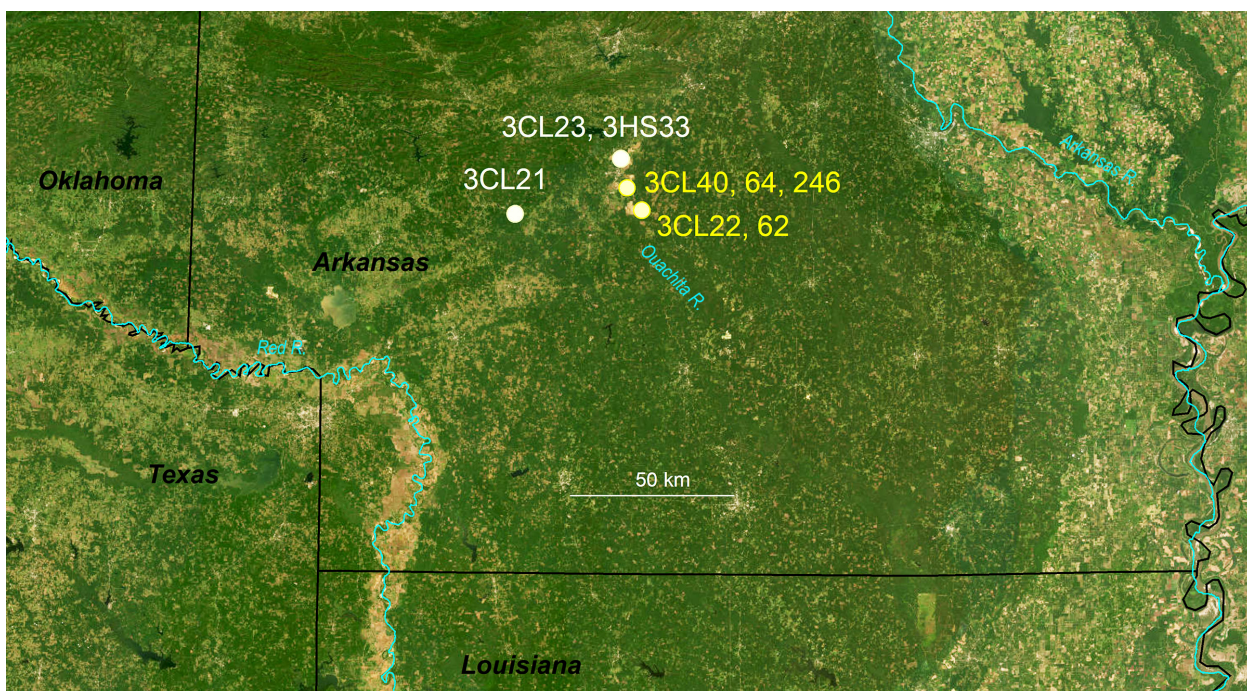 3CL23, 3HS33
Arkansas R.
Oklahoma
3CL21
3CL40, 64, 246
3CL22, 62
Arkansas
Ouachita R.
Red R.
Texas
50 km
Louisiana